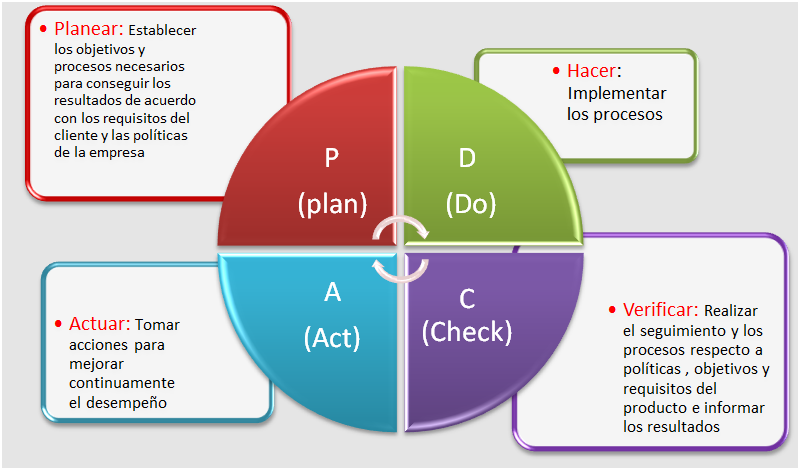 • Planear: Establecer
los objetivos y
procesos necesarios
para conseguir los
resultados de acuerdo
con los requisitos del
cliente y las políticas
de la empresa
• Hacer:
Implementar
los procesos
P
(plan)
D
(Do)
A
(Act)
C
(Check)
• Actuar: Tomar
acciones para
mejorar
continuamente
el desempeño
• Verificar: Realizar
el seguimiento y los
procesos respecto a
políticas , objetivos y
requisitos del
producto e informar
los resultados